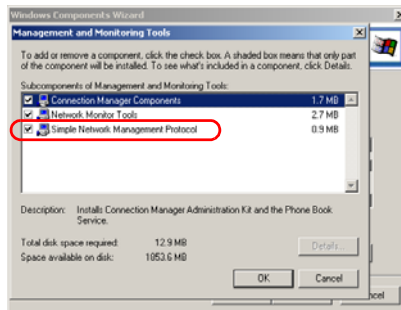 Windows Components Wizard
Management and Monitoring Tools
To add or remove a component, click the check box. A shaded box means that only part
of the component will be installed. To see what's included in a component, click Details.
Subcomponents of Management and Monitoring Tools:
Connection Manager Components 1.7 MB
Network Monitor Tools 2.7 MB
Simple Network Management Protocol 0.9 MB
Description: Installs Connection Manager Administration Kit and the Phone Book
Service.
Total disk space required: 12.9 MB
Space available on disk: 1853.6 MB
Details...
OK Cancel
ncel